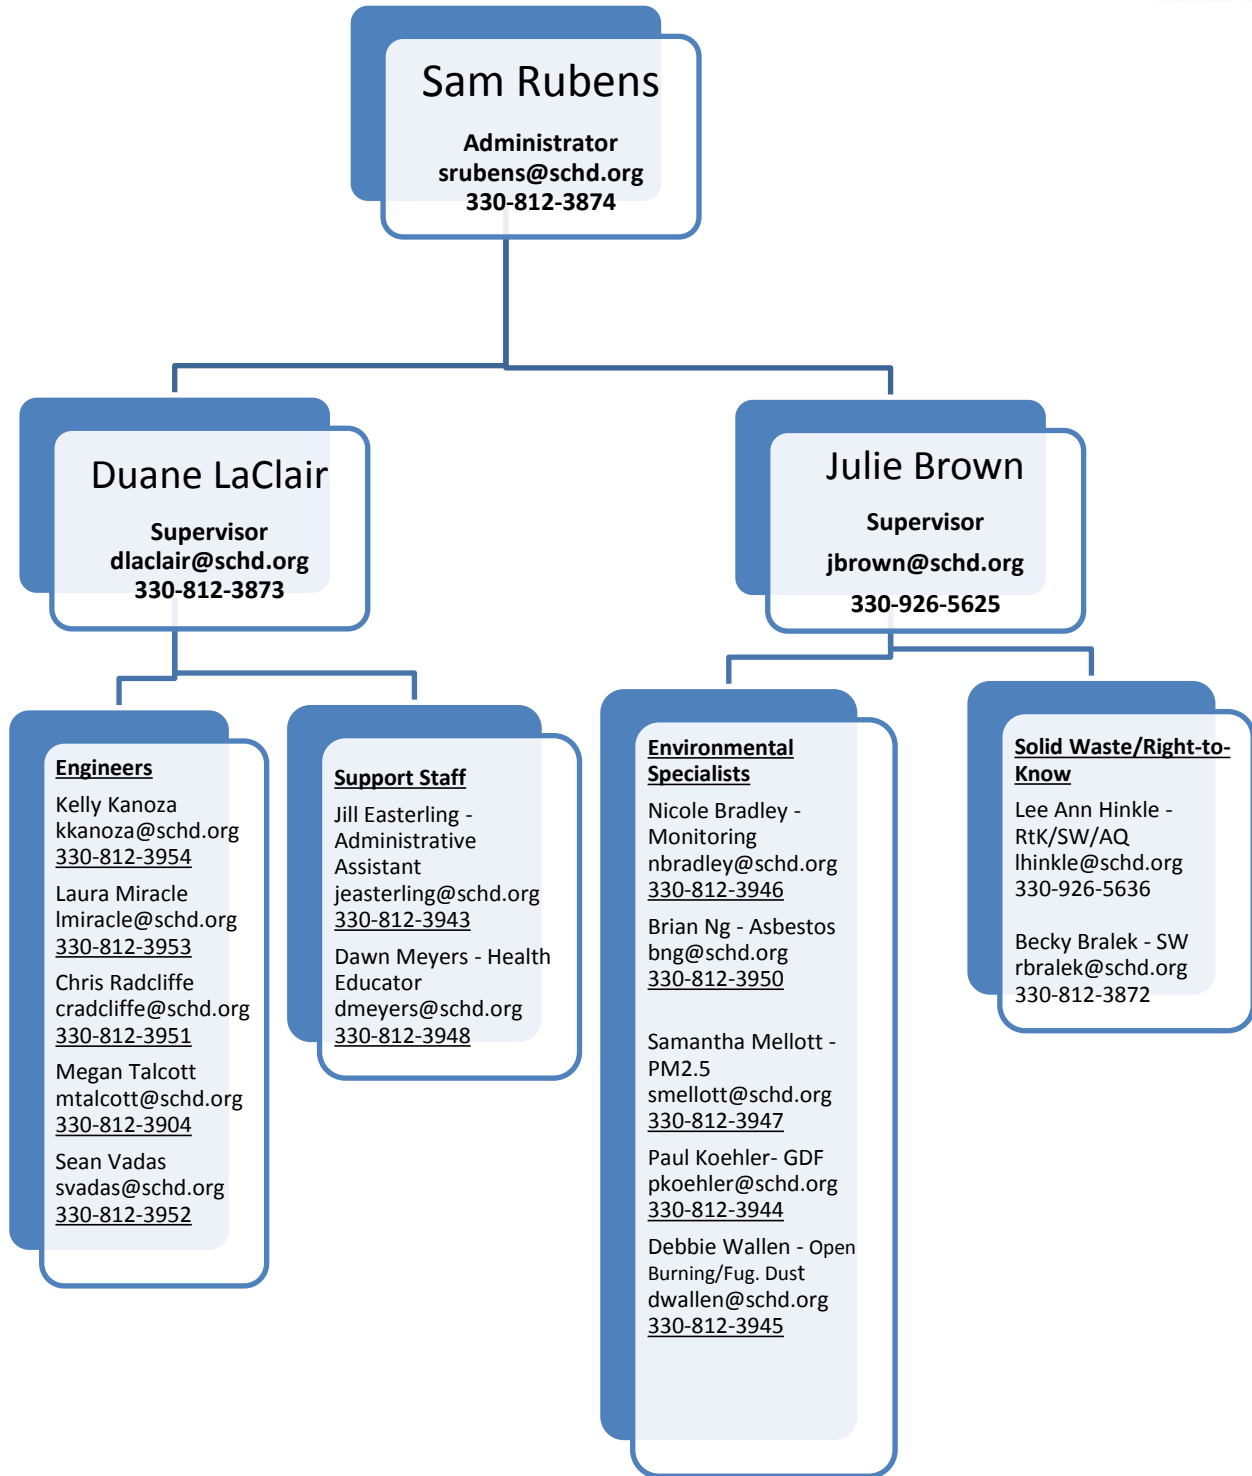 Sam Rubens
Administrator
srubens@schd.org
330-812-3874
Duane LaClair
Supervisor
dlaclair@schd.org
330-812-3873
Julie Brown
Supervisor
jbrown@schd.org
330-926-5625
Engineers
Kelly Kanoza
kkanoza@schd.org
330-812-3954
Laura Miracle
lmiracle@schd.org
330-812-3953
Chris Radcliffe
cradcliffe@schd.org
330-812-3951
Megan Talcott
mtalcott@schd.org
330-812-3904
Sean Vadas
svadas@schd.org
330-812-3952
Support Staff
Jill Easterling -
Administrative
Assistant
jeasterling@schd.org
330-812-3943
Dawn Meyers - Health
Educator
dmeyers@schd.org
330-812-3948
Environmental
Specialists
Nicole Bradley -
Monitoring
nbradley@schd.org
330-812-3946
Brian Ng - Asbestos
bng@schd.org
330-812-3950
Samantha Mellott -
PM2.5
smellott@schd.org
330-812-3947
Paul Koehler- GDF
pkoehler@schd.org
330-812-3944
Debbie Wallen - Open
Burning/Fug. Dust
dwallen@schd.org
330-812-3945
Solid Waste/Right-to-
Know
Lee Ann Hinkle -
RtK/SW/AQ
lhinkle@schd.org
330-926-5636
Becky Bralek - SW
rbralek@schd.org
330-812-3872